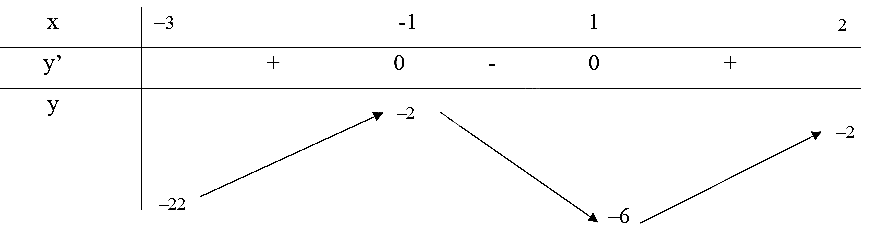 x –3 -1 1 2
y’ + 0 - 0 +
y –2 –2
–22 –6